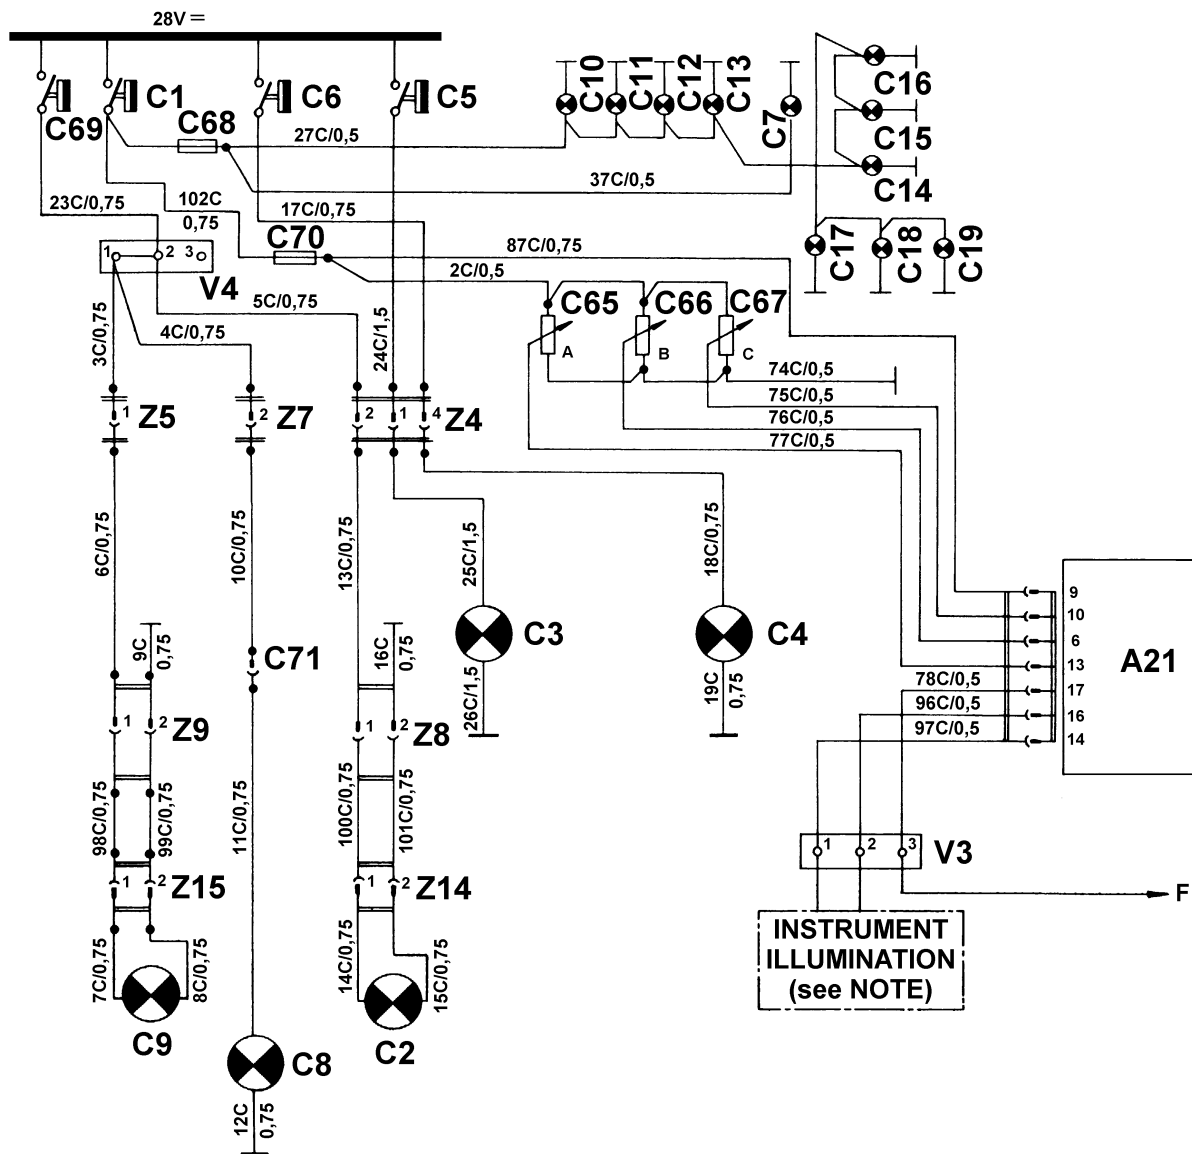 28V =
C69
C1
C6
C5
C68
27C/0,5
C10
C11
C12
C13
C7
C16
C15
C14
37C/0,5
23C/0,75
102C
0,75
17C/0,75
C70
87C/0,75
C17
C18
C19
1
2
3
V4
2C/0,5
5C/0,75
C65
C66
C67
3C/0,75
4C/0,75
24C/1,5
A
B
C
74C/0,5
75C/0,5
76C/0,5
77C/0,5
1
Z5
2
Z7
2
1
4
Z4
6C/0,75
10C/0,75
13C/0,75
25C/1,5
18C/0,75
9
10
6
13
17
16
14
A21
78C/0,5
96C/0,5
97C/0,5
9C
0,75
C71
16C
0,75
C3
C4
26C/1,5
19C
0,75
1
2
Z9
1
2
Z8
98C/0,75
99C/0,75
11C/0,75
100C/0,75
101C/0,75
1
2
3
V3
1
2
Z15
1
2
Z14
F
INSTRUMENT
ILLUMINATION
(see NOTE)
7C/0,75
8C/0,75
14C/0,75
15C/0,75
C9
C8
C2
12C
0,75